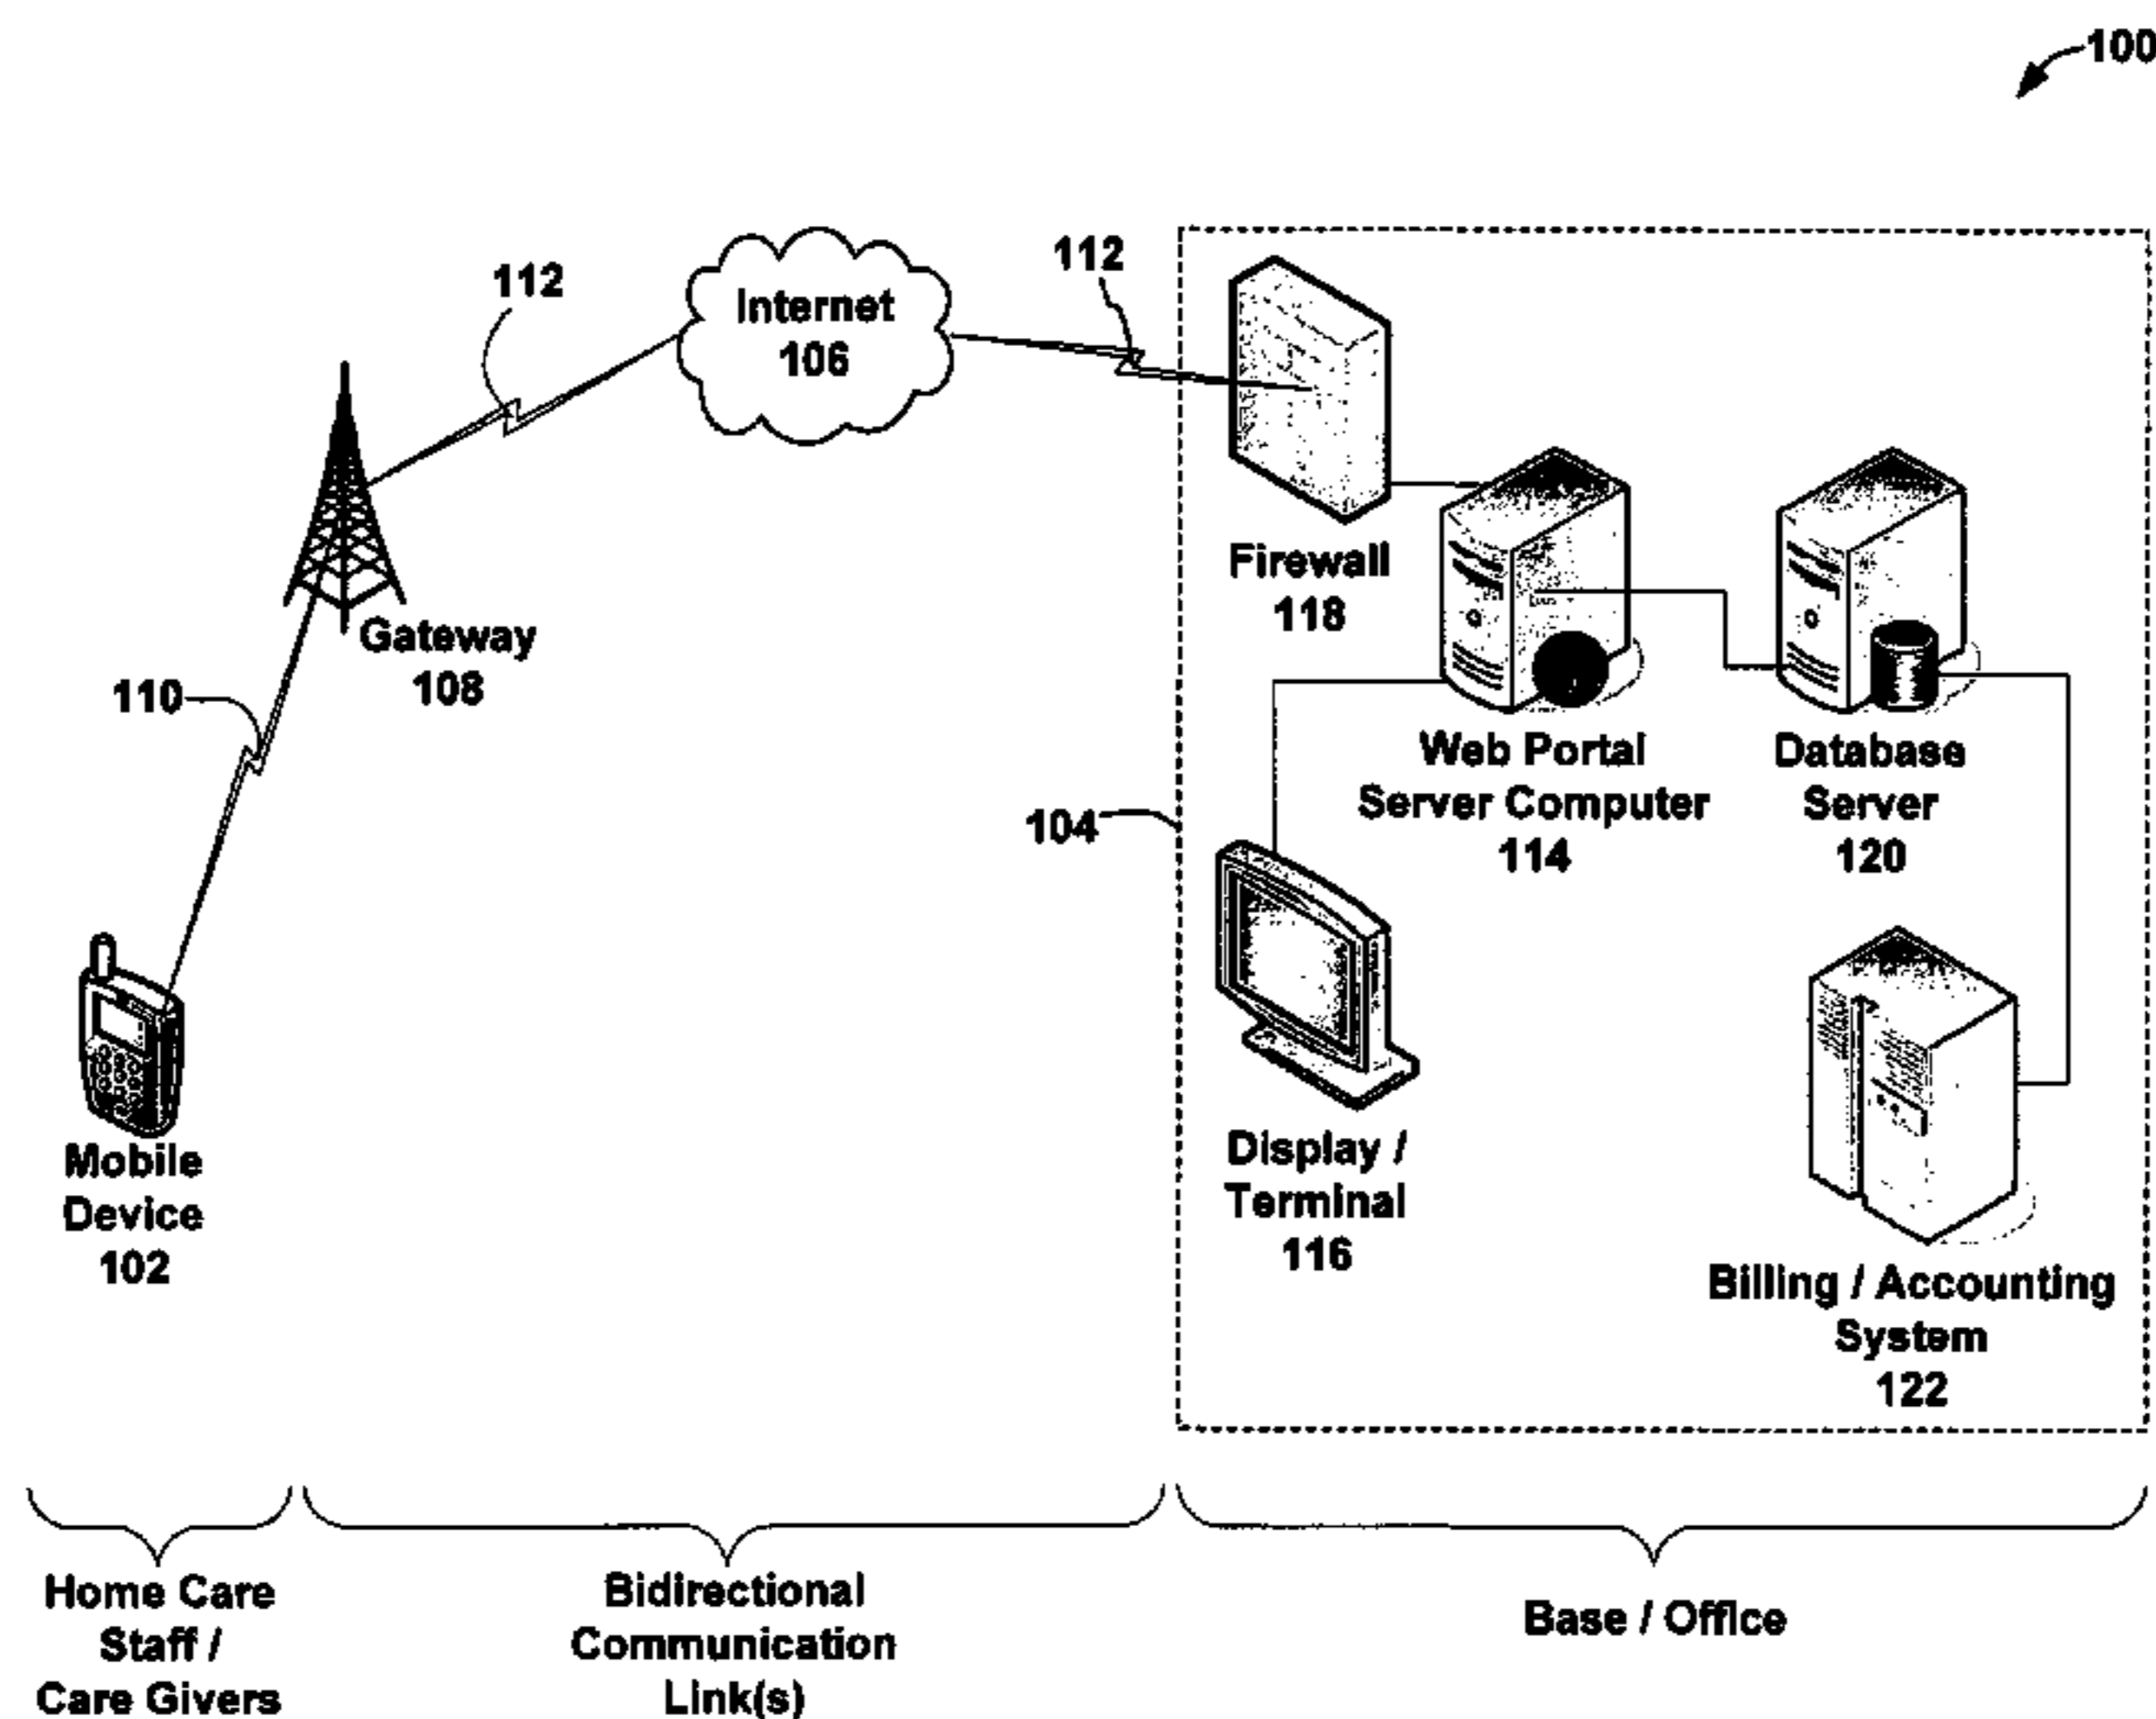 100
112
Internet
106
112
Gateway
108
110
Firewall
118
Web Portal
Server Computer
114
Database
Server
120
104
Mobile
Device
102
Display /
Terminal
116
Billing / Accounting
System
122
Home Care
Staff /
Care Givers
Bidirectional
Communication
Link(s)
Base / Office